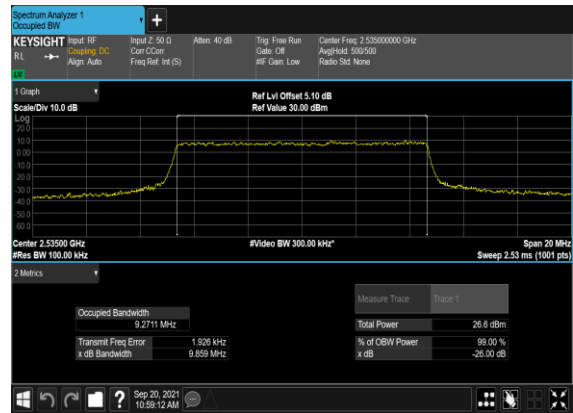 Spectrum Analyzer 1
Occupied BW
+
KEYSIGHT Input: RF Input Z: 50 Ω Atten: 40 dB Trig: Free Run Center Freq: 2.535000000 GHz
RL Coupling: DC Corr CCorr Gate: Off Avg|Hold: 500/500
Align: Auto Freq Ref: Int (S) #IF Gain: Low Radio Std: None
LVI
1 Graph
Ref Lvl Offset 5.10 dB
Scale/Div 10.0 dB Ref Value 30.00 dBm
Log
20.0
10.0
0.00
-10.0
-20.0
-30.0
-40.0
-50.0
-60.0
Center 2.53500 GHz #Video BW 300.00 kHz* Span 20 MHz
#Res BW 100.00 kHz Sweep 2.53 ms (1001 pts)
2 Metrics
Measure Trace Trace 1
Occupied Bandwidth
9.2711 MHz Total Power 26.6 dBm
Transmit Freq Error 1.926 kHz % of OBW Power 99.00 %
x dB Bandwidth 9.859 MHz x dB -26.00 dB
? Sep 20, 2021
10:59:12 AM